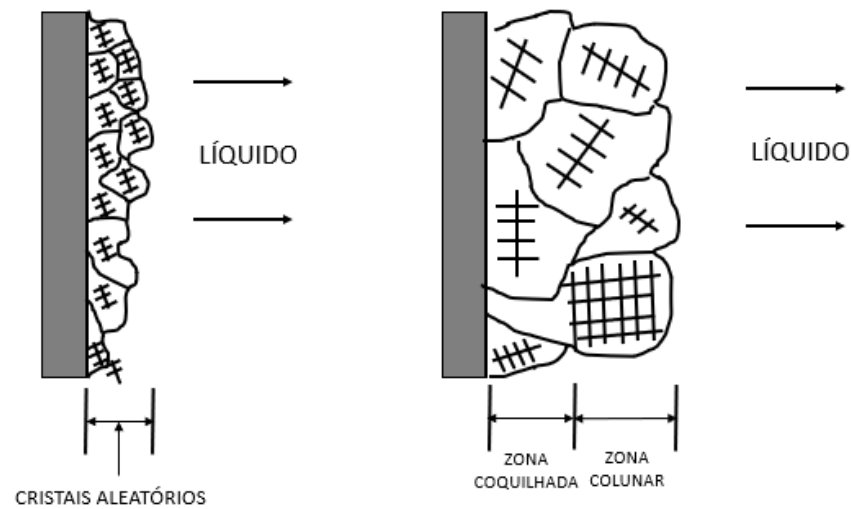 LÍQUIDO
CRISTAIS ALEATÓRIOS
LÍQUIDO
ZONA
COQUILHADA
ZONA
COLUNAR